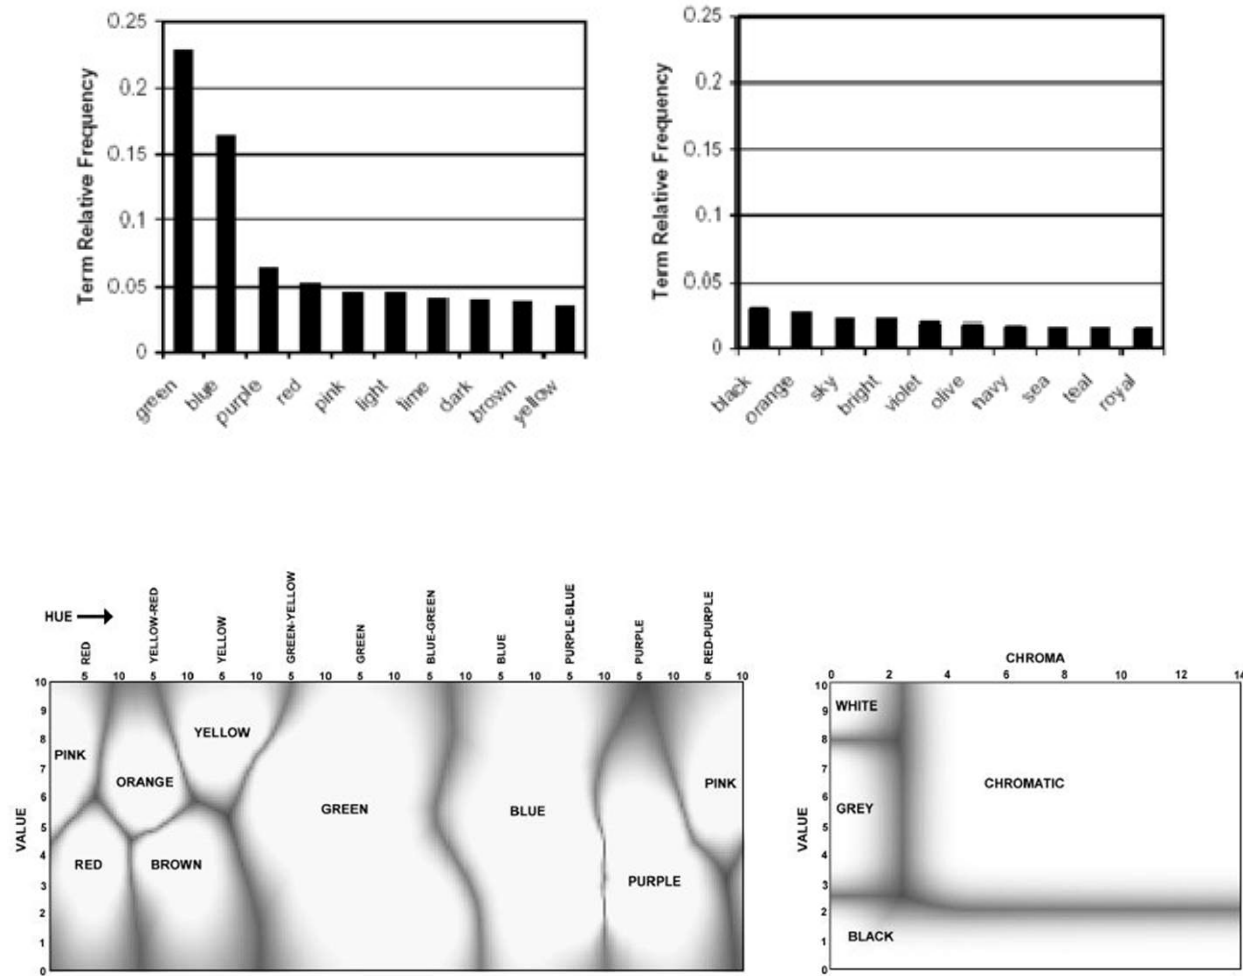 0.25
0.2
0.15
0.1
0.05
0
Term Relative Frequency
green
blue
purple
red
pink
light
lime
dark
brown
yellow
0.25
0.2
0.15
0.1
0.05
0
Term Relative Frequency
black
orange
sky
bright
violet
olive
navy
sea
teal
royal
HUE
RED
YELLOW-RED
YELLOW
GREEN-YELLOW
GREEN
BLUE-GREEN
BLUE
PURPLE-BLUE
PURPLE
RED-PURPLE
5 10 5 10 5 10 5 10 5 10 5 10 5 10 5 10 5 10 5 10
VALUE
10
9
8
7
6
5
4
3
2
1
0
PINK
ORANGE
YELLOW
RED
BROWN
GREEN
BLUE
PURPLE
PINK
CHROMA
0 2 4 6 8 10 12 14
VALUE
10
9
8
7
6
5
4
3
2
1
0
WHITE
GREY
BLACK
CHROMATIC